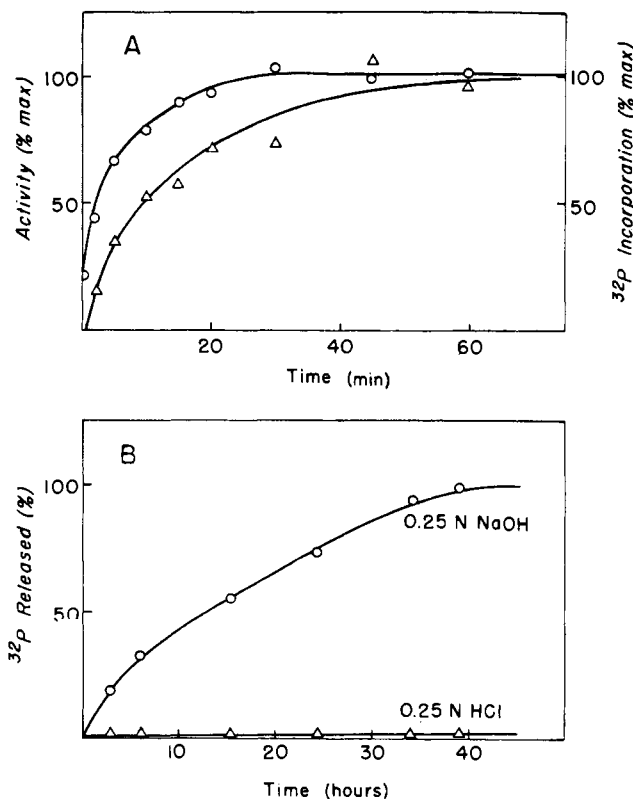 A
100
50
Activity (% max)
100
50
32P Incorporation (% max)
20
40
60
Time (min)
B
100
50
32P Released (%)
0.25 N NaOH
0.25 N HCl
10
20
30
40
Time (hours)